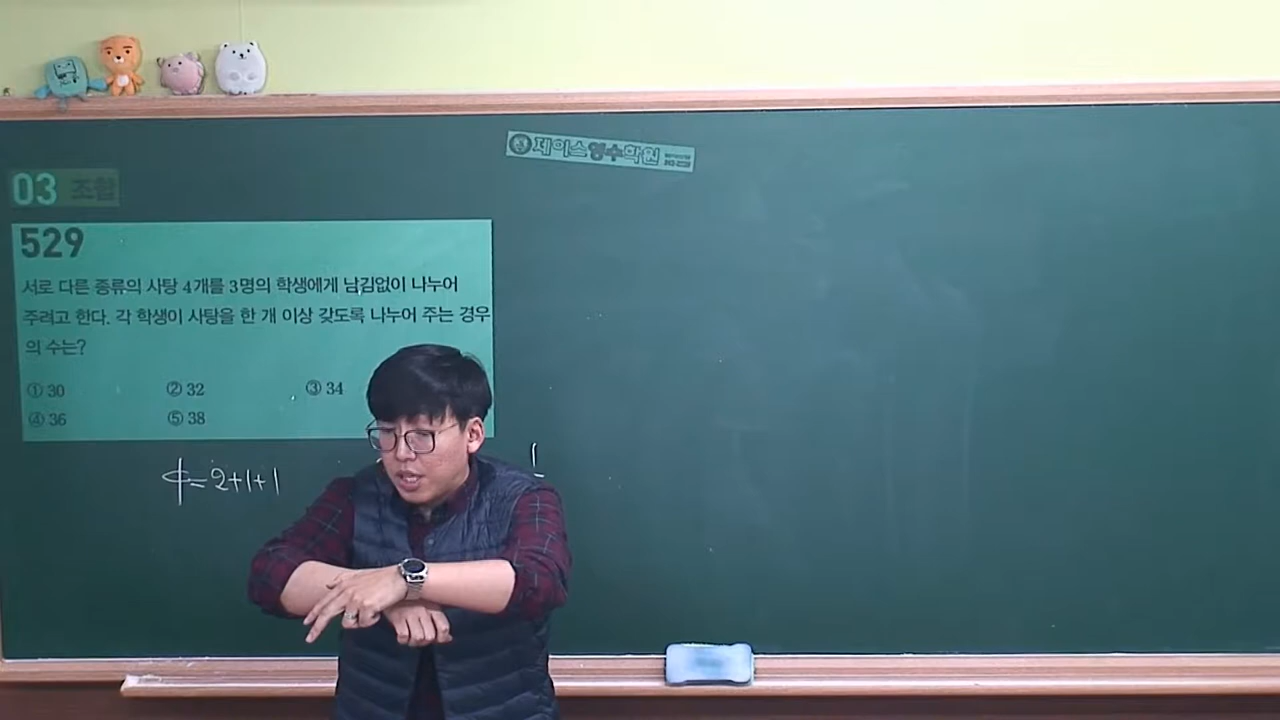 제이스영수학원
03 조합
529
서로 다른 종류의 사탕 4개를 3명의 학생에게 남김없이 나누어
주려고 한다. 각 학생이 사탕을 한 개 이상 갖도록 나누어 주는 경우
의 수는?
① 30 ② 32 ③ 34
④ 36 ⑤ 38
4=2+1+1